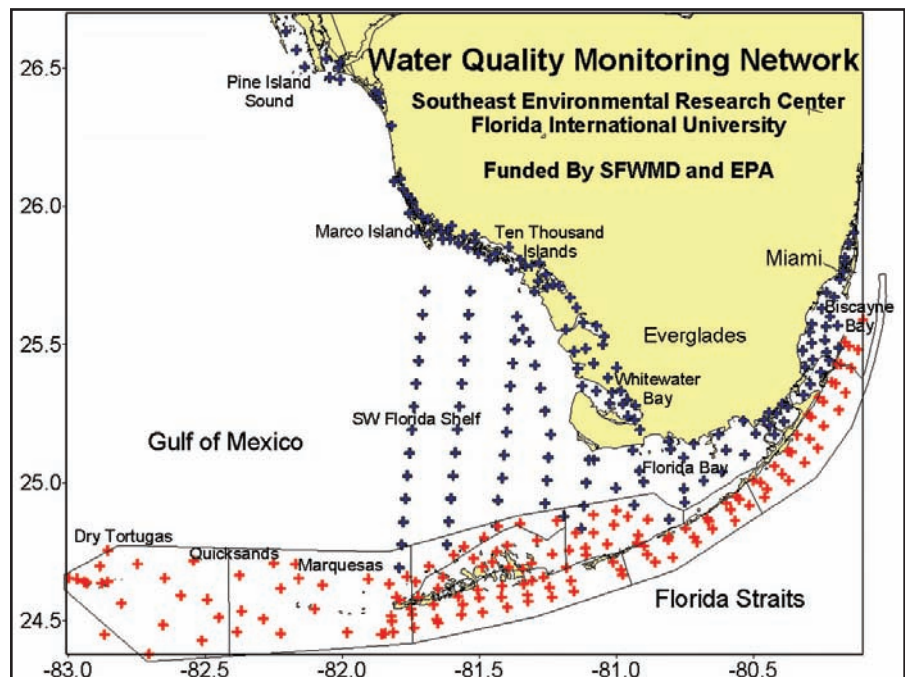 Water Quality Monitoring Network
Southeast Environmental Research Center
Florida International University
Funded By SFWMD and EPA
26.5
26.0
25.5
25.0
24.5
Pine Island
Sound
Marco Island
Ten Thousand
Islands
Miami
Biscayne
Bay
Everglades
Whitewater
Bay
SW Florida Shelf
Gulf of Mexico
Florida Bay
Dry Tortugas
Quicksands
Marquesas
Florida Straits
-83.0
-82.5
-82.0
-81.5
-81.0
-80.5